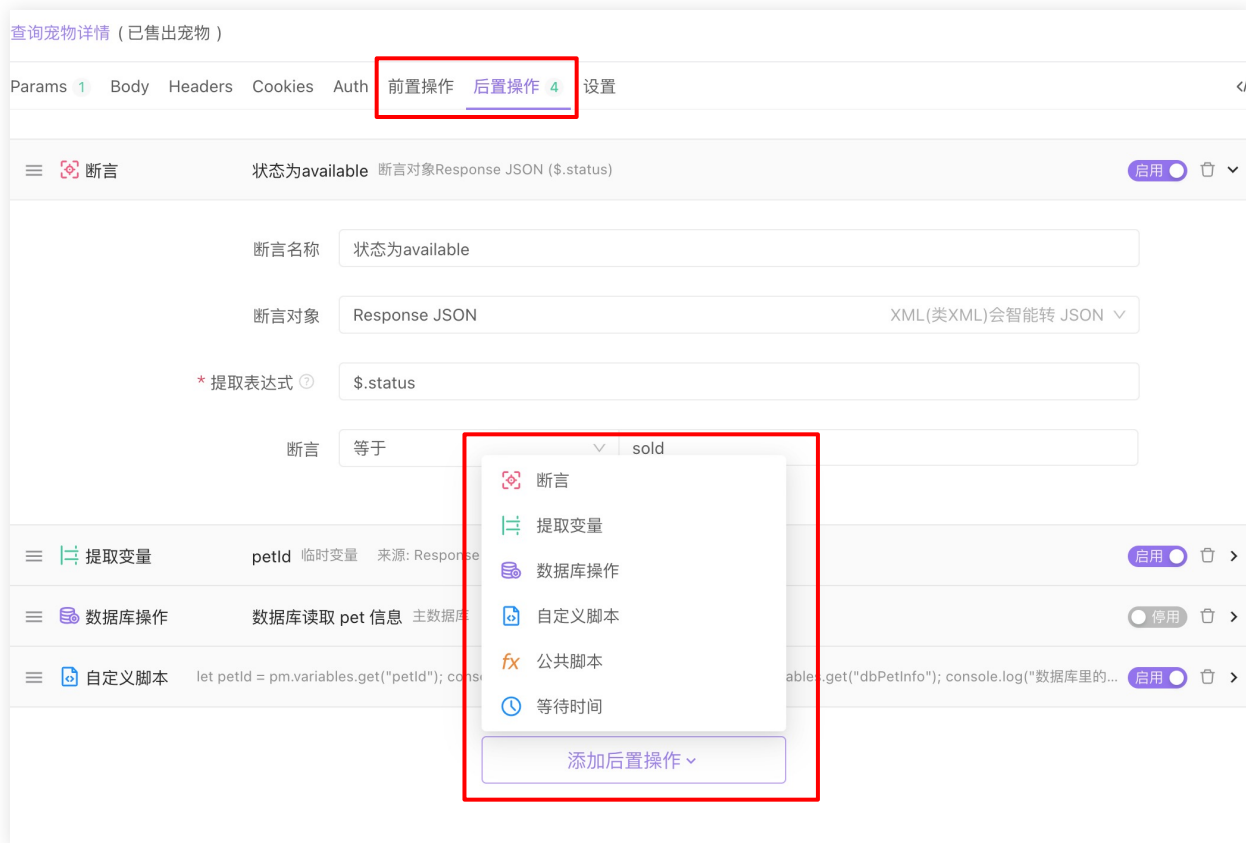 查询宠物详情 ( 已售出宠物 )
Params 1 Body Headers Cookies Auth 前置操作 后置操作 4 设置 </
断言 状态为available 断言对象Response JSON ($.status) 启用
断言名称 状态为available
断言对象 Response JSON XML(类XML)会智能转 JSON
* 提取表达式 ? $.status
断言 等于 sold
断言
提取变量
提取变量 petId 临时变量 来源: Response 启用
数据库操作
数据库操作 数据库读取 pet 信息 主数据库 停用
自定义脚本
fx 公共脚本
自定义脚本 let petId = pm.variables.get("petId"); cons ables.get("dbPetInfo"); console.log("数据库里的... 启用
等待时间
添加后置操作